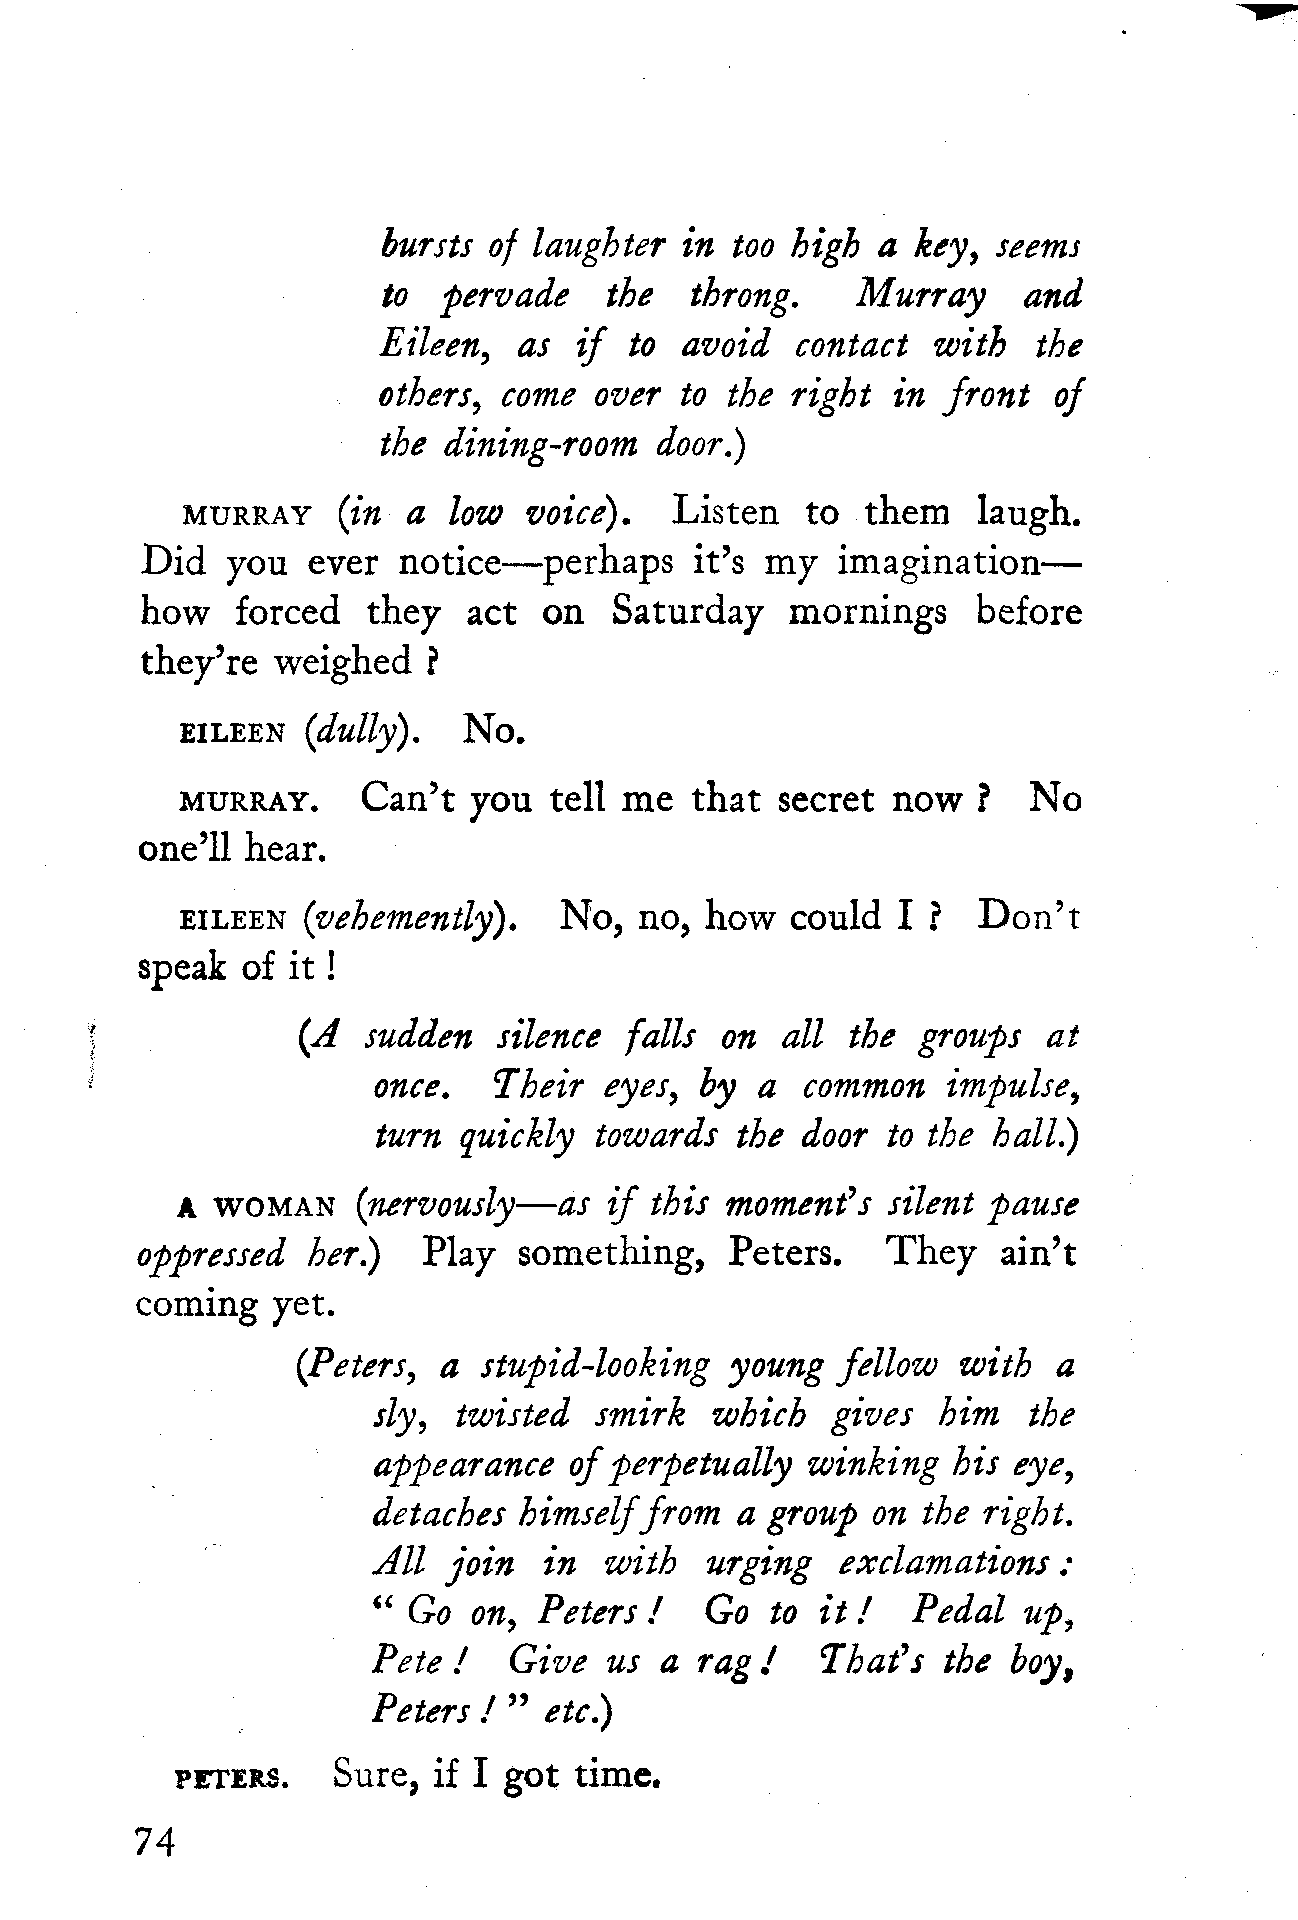 bursts of laughter in too high a key, seems
to pervade the throng. Murray and
Eileen, as if to avoid contact with the
others, come over to the right in front of
the dining-room door.)
MURRAY (in a low voice). Listen to them laugh.
Did you ever notice—perhaps it's my imagination—
how forced they act on Saturday mornings before
they're weighed ?
EILEEN (dully). No.
MURRAY. Can't you tell me that secret now ? No
one'll hear.
EILEEN (vehemently). No, no, how could I ? Don't
speak of it !
(A sudden silence falls on all the groups at
once. Their eyes, by a common impulse,
turn quickly towards the door to the hall.)
A WOMAN (nervously—as if this moment's silent pause
oppressed her.) Play something, Peters. They ain't
coming yet.
(Peters, a stupid-looking young fellow with a
sly, twisted smirk which gives him the
appearance of perpetually winking his eye,
detaches himself from a group on the right.
All join in with urging exclamations :
“ Go on, Peters ! Go to it ! Pedal up,
Pete ! Give us a rag ! That's the boy,
Peters ! ” etc.)
PETERS. Sure, if I got time.
74